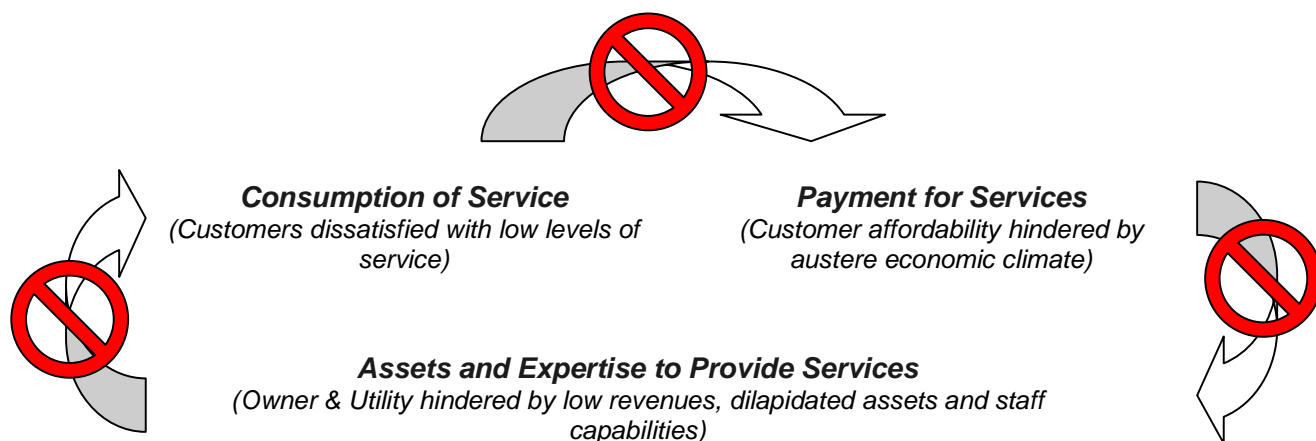 Consumption of Service
(Customers dissatisfied with low levels of
service)
Payment for Services
(Customer affordability hindered by
austere economic climate)
Assets and Expertise to Provide Services
(Owner & Utility hindered by low revenues, dilapidated assets and staff
capabilities)